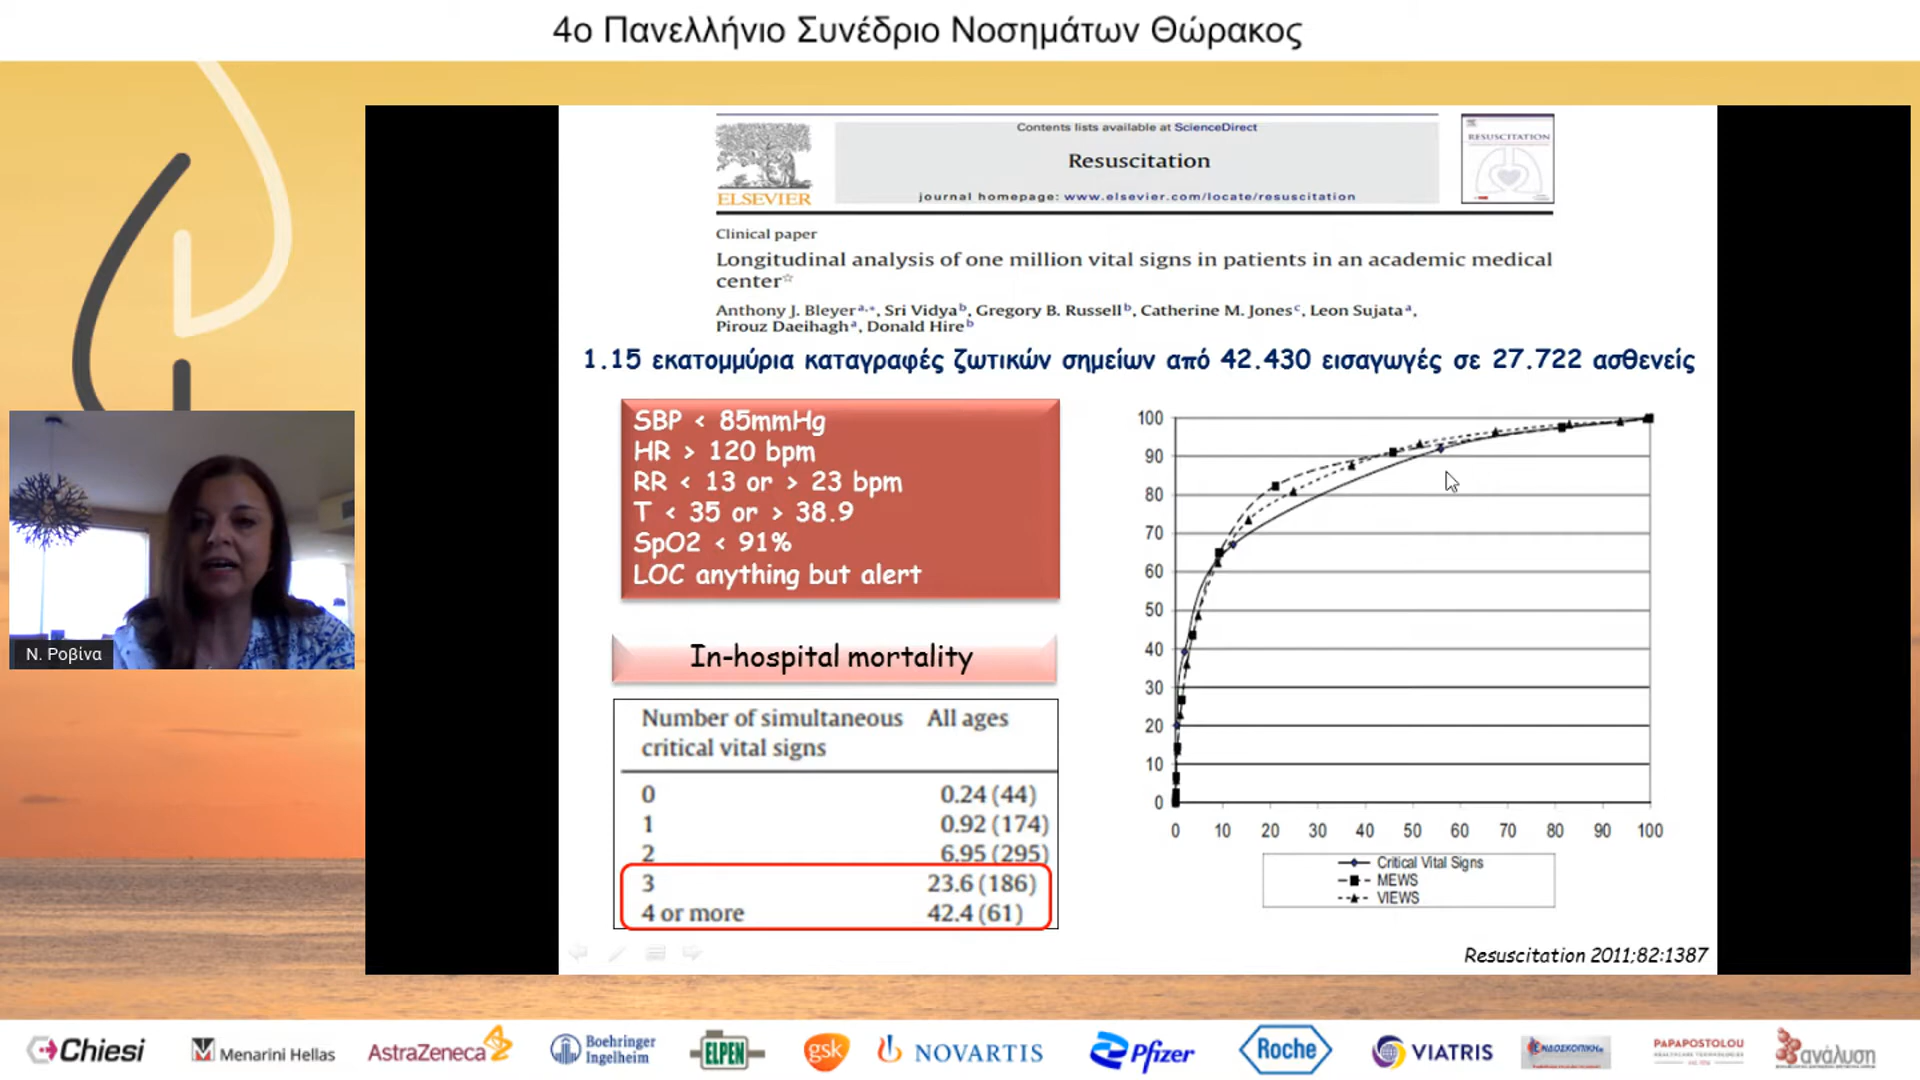 4ο Πανελλήνιο Συνέδριο Νοσημάτων Θώρακος
Contents lists available at ScienceDirect
Resuscitation
journal homepage: www.elsevier.com/locate/resuscitation
ELSEVIER
RESUSCITATION
Clinical paper
Longitudinal analysis of one million vital signs in patients in an academic medical
center☆
Anthony J. Bleyer a,*, Sri Vidya b, Gregory B. Russell b, Catherine M. Jones c, Leon Sujata a,
Pirouz Daeihagh a, Donald Hire b
1.15 εκατομμύρια καταγραφές ζωτικών σημείων από 42.430 εισαγωγές σε 27.722 ασθενείς
SBP < 85mmHg
HR > 120 bpm
RR < 13 or > 23 bpm
T < 35 or > 38.9
SpO2 < 91%
LOC anything but alert
In-hospital mortality
Number of simultaneous All ages
critical vital signs
0 0.24 (44)
1 0.92 (174)
2 6.95 (295)
3 23.6 (186)
4 or more 42.4 (61)
100
90
80
70
60
50
40
30
20
10
0
0 10 20 30 40 50 60 70 80 90 100
Critical Vital Signs
MEWS
VIEWS
Resuscitation 2011;82:1387
Ν. Ροβίνα
Chiesi
Menarini Hellas
AstraZeneca
Boehringer
Ingelheim
ELPEN
gsk
NOVARTIS
Pfizer
Roche
VIATRIS
ΕΝΔΟΣΚΟΠΙΚΗ
PAPAPOSTOLOU
ανάλυση